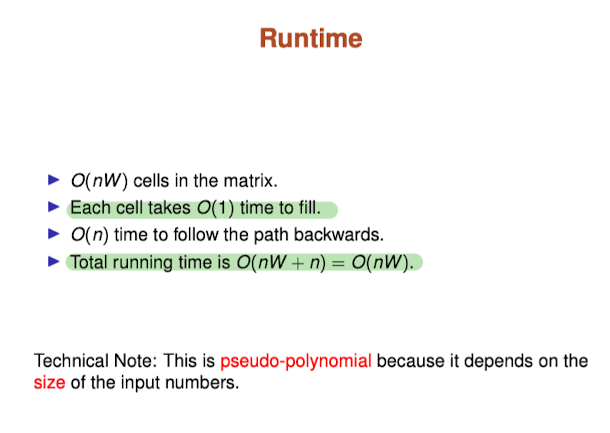 Runtime
▶ O(nW) cells in the matrix.
▶ Each cell takes O(1) time to fill.
▶ O(n) time to follow the path backwards.
▶ Total running time is O(nW + n) = O(nW).
Technical Note: This is pseudo-polynomial because it depends on the
size of the input numbers.